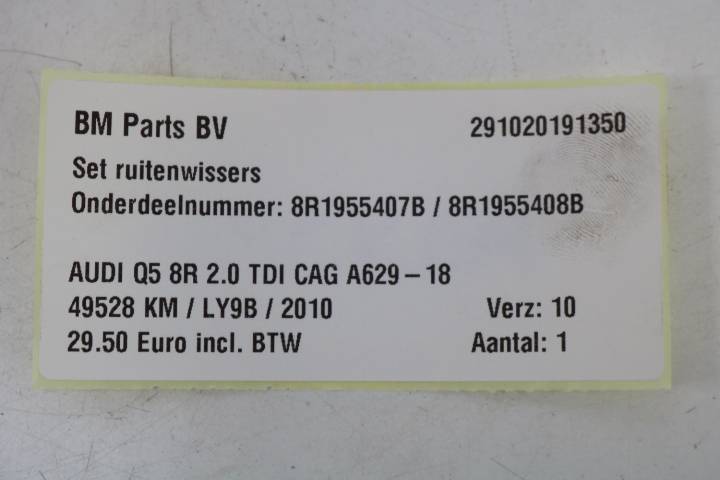 BM Parts BV 291020191350
Set ruitenwissers
Onderdeelnummer: 8R1955407B / 8R1955408B
AUDI Q5 8R 2.0 TDI CAG A629-18
49528 KM / LY9B / 2010 Verz: 10
29.50 Euro incl. BTW Aantal: 1